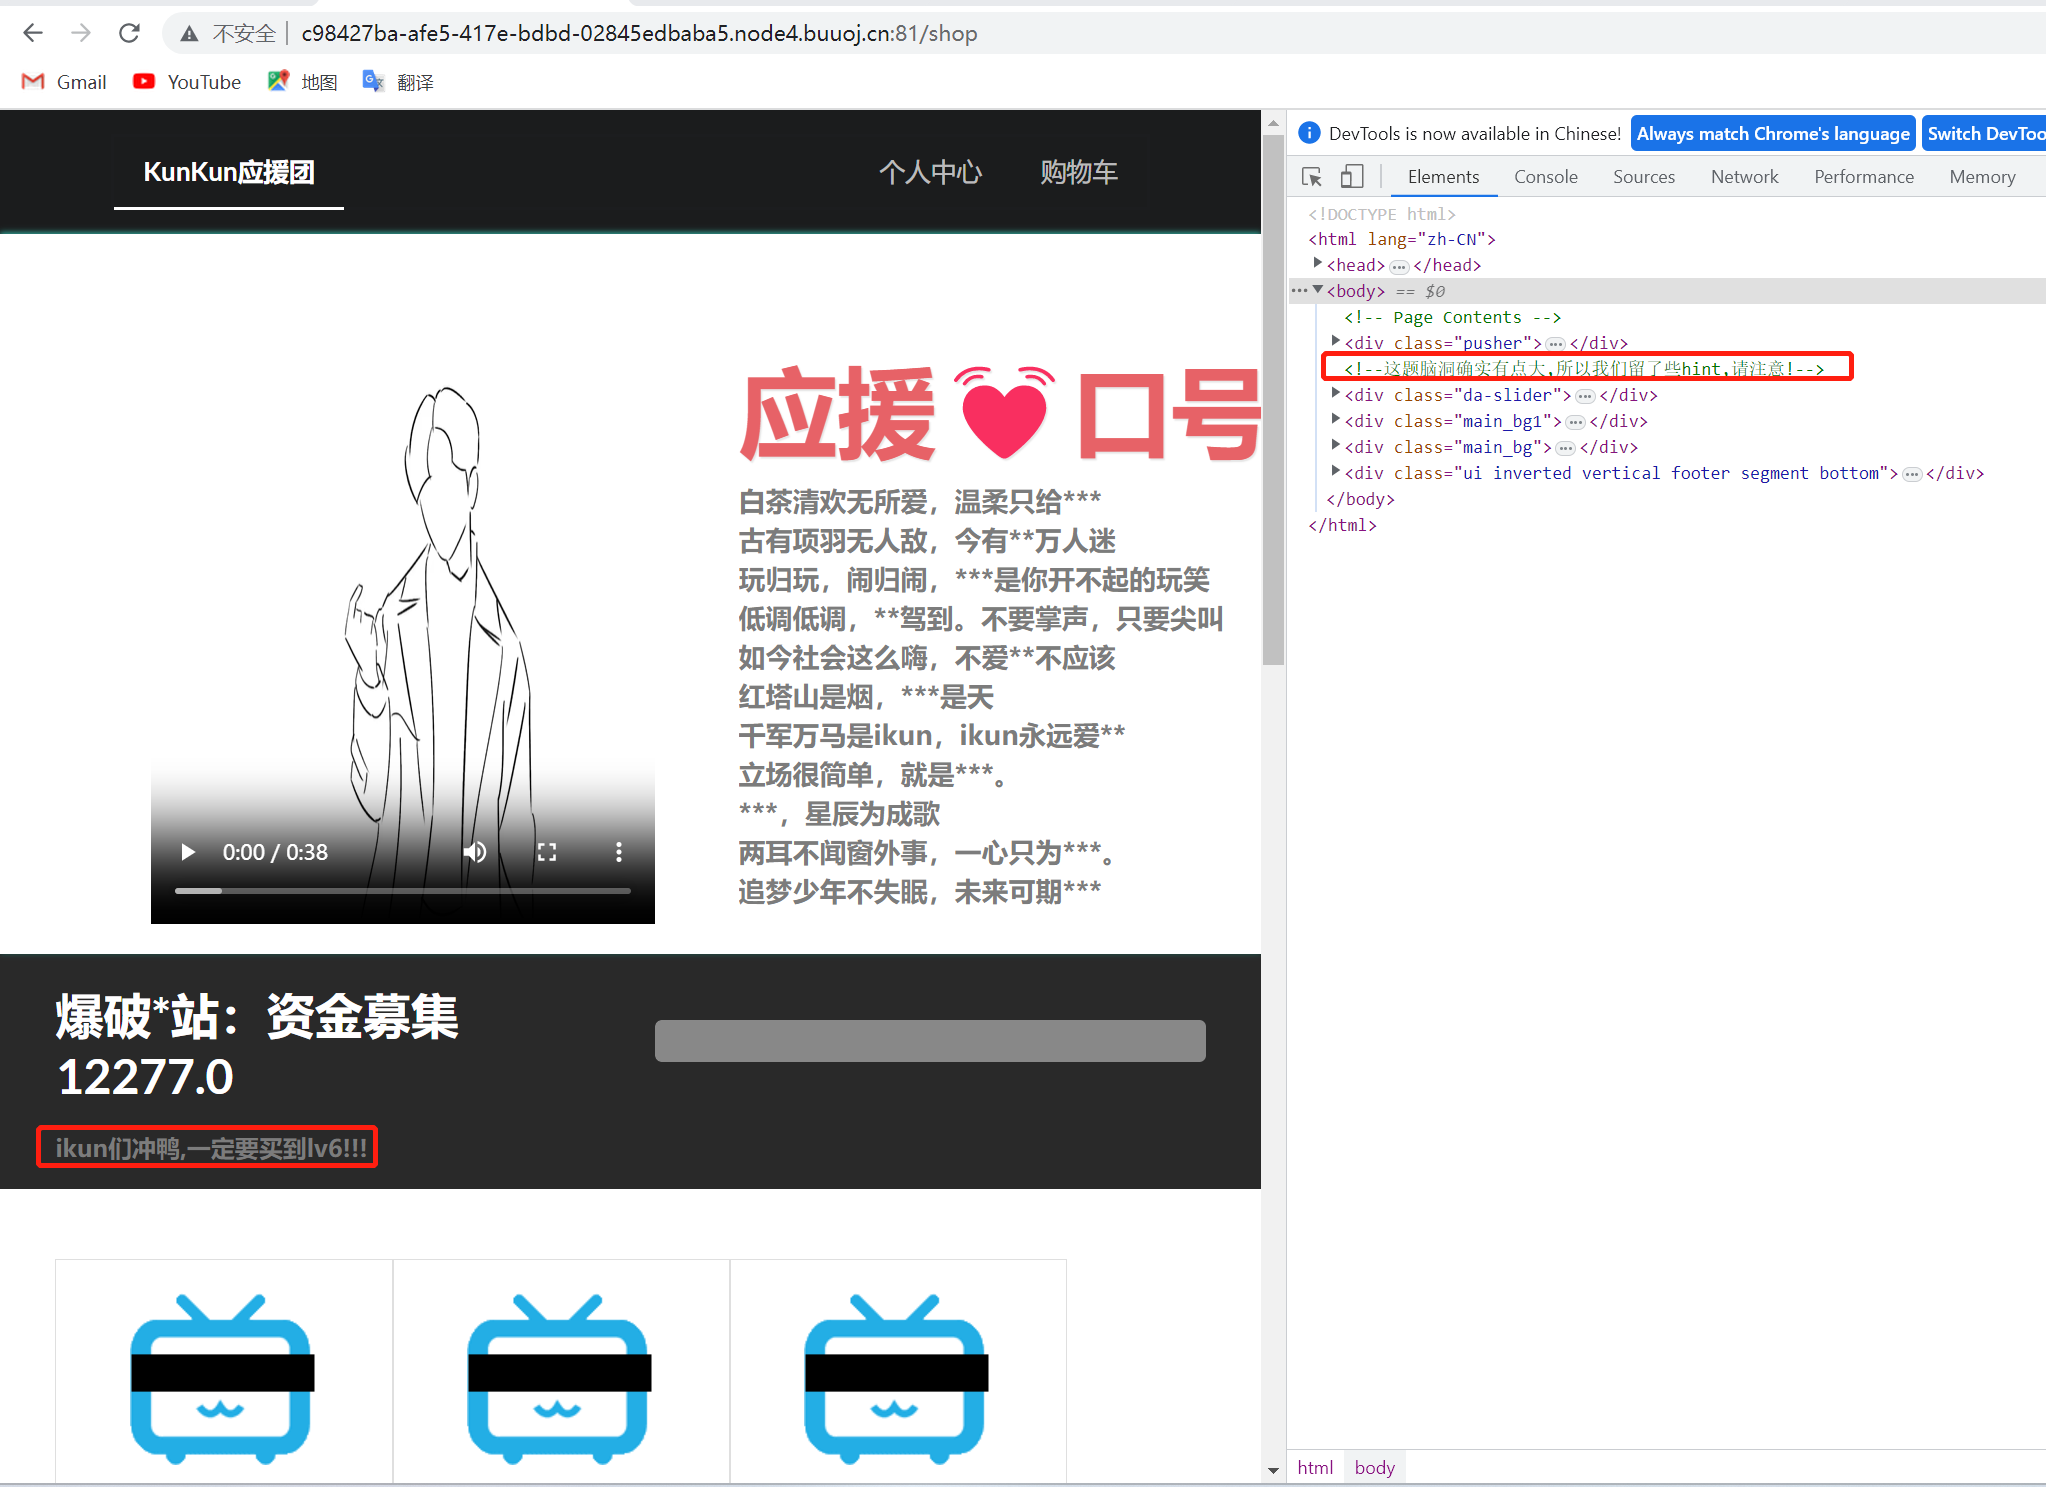 不安全 c98427ba-afe5-417e-bdbd-02845edbaba5.node4.buuoj.cn:81/shop
Gmail YouTube 地图 翻译
KunKun应援团 个人中心 购物车
应援 口号
白茶清欢无所爱，温柔只给***
古有项羽无人敌，今有**万人迷
玩归玩，闹归闹，***是你开不起的玩笑
低调低调，**驾到。不要掌声，只要尖叫
如今社会这么嗨，不爱**不应该
红塔山是烟，***是天
千军万马是ikun，ikun永远爱**
立场很简单，就是***。
***，星辰为成歌
两耳不闻窗外事，一心只为***。
追梦少年不失眠，未来可期***
0:00 / 0:38
爆破*站：资金募集
12277.0
ikun们冲鸭,一定要买到lv6!!!
DevTools is now available in Chinese! Always match Chrome's language Switch DevToo
Elements Console Sources Network Performance Memory
<!DOCTYPE html>
<html lang="zh-CN">
<head>…</head>
<body> == $0
<!-- Page Contents -->
<div class="pusher">…</div>
<!--这题脑洞确实有点大,所以我们留了些hint,请注意!-->
<div class="da-slider">…</div>
<div class="main_bg1">…</div>
<div class="main_bg">…</div>
<div class="ui inverted vertical footer segment bottom">…</div>
</body>
</html>
html body